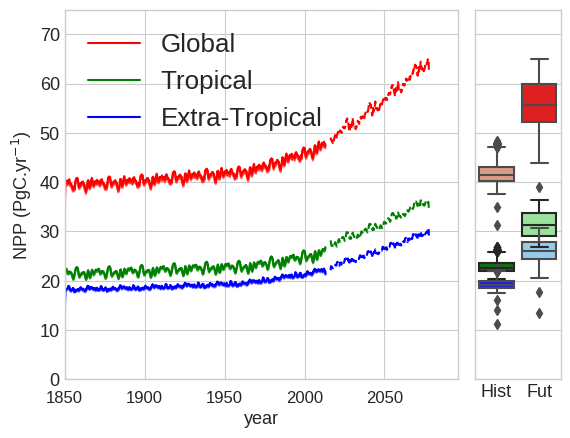 70
60
50
40
30
20
10
0
NPP (PgC.yr⁻¹)
Global
Tropical
Extra-Tropical
1850 1900 1950 2000 2050
year
Hist Fut